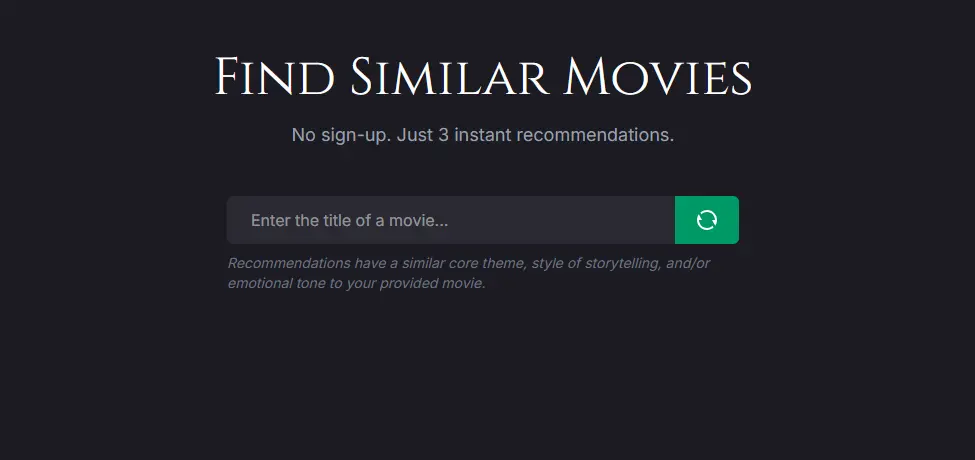 Find Similar Movies
No sign-up. Just 3 instant recommendations.
Enter the title of a movie...
Recommendations have a similar core theme, style of storytelling, and/or
emotional tone to your provided movie.